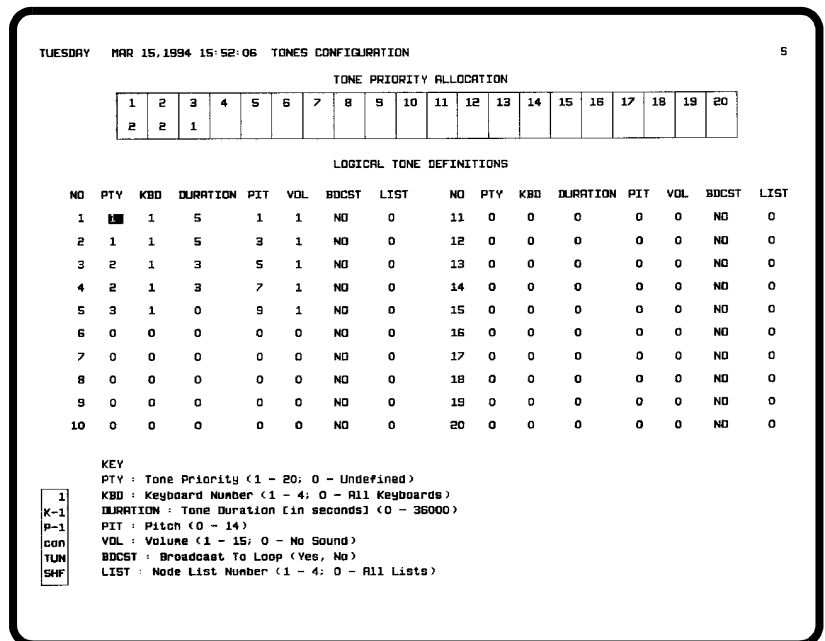 TUESDAY MAR 15,1994 15:52:06 TONES CONFIGURATION 5
TONE PRIORITY ALLOCATION
1 2 3 4 5 6 7 8 9 10 11 12 13 14 15 16 17 18 19 20
2 2 1
LOGICAL TONE DEFINITIONS
NO PTY KBD DURATION PIT VOL BDCST LIST NO PTY KBD DURATION PIT VOL BDCST LIST
1 1 1 5 1 1 NO 0 11 0 0 0 0 0 NO 0
2 1 1 5 3 1 NO 0 12 0 0 0 0 0 NO 0
3 2 1 3 5 1 NO 0 13 0 0 0 0 0 NO 0
4 2 1 3 7 1 NO 0 14 0 0 0 0 0 NO 0
5 3 1 0 9 1 NO 0 15 0 0 0 0 0 NO 0
6 0 0 0 0 0 NO 0 16 0 0 0 0 0 NO 0
7 0 0 0 0 0 NO 0 17 0 0 0 0 0 NO 0
8 0 0 0 0 0 NO 0 18 0 0 0 0 0 NO 0
9 0 0 0 0 0 NO 0 19 0 0 0 0 0 NO 0
10 0 0 0 0 0 NO 0 20 0 0 0 0 0 NO 0
KEY
PTY : Tone Priority (1 - 20; 0 - Undefined)
1 KBD : Keyboard Number (1 - 4; 0 - All Keyboards)
K-1 DURATION : Tone Duration [in seconds] (0 - 36000)
P-1 PIT : Pitch (0 - 14)
con VOL : Volume (1 - 15; 0 - No Sound)
TUN BDCST : Broadcast To Loop (Yes, No)
SHF LIST : Node List Number (1 - 4; 0 - All Lists)